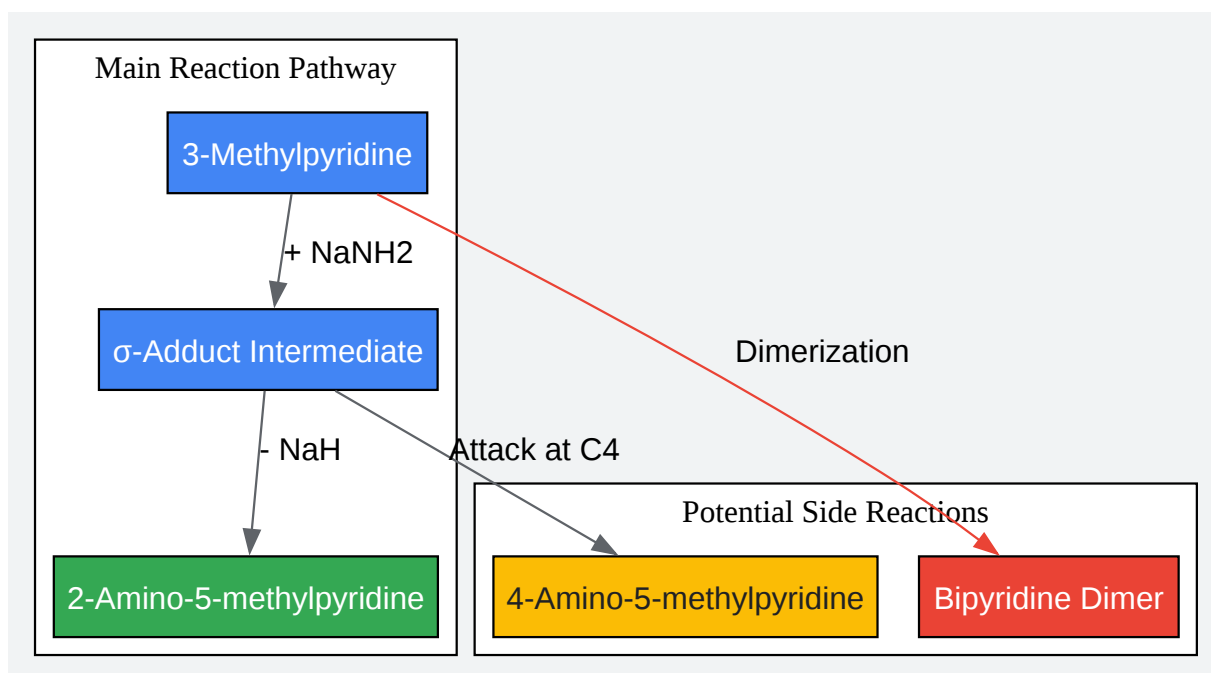 Main Reaction Pathway
3-Methylpyridine
+ NaNH2
σ-Adduct Intermediate
Dimerization
- NaH
Attack at C4
Potential Side Reactions
2-Amino-5-methylpyridine
4-Amino-5-methylpyridine
Bipyridine Dimer